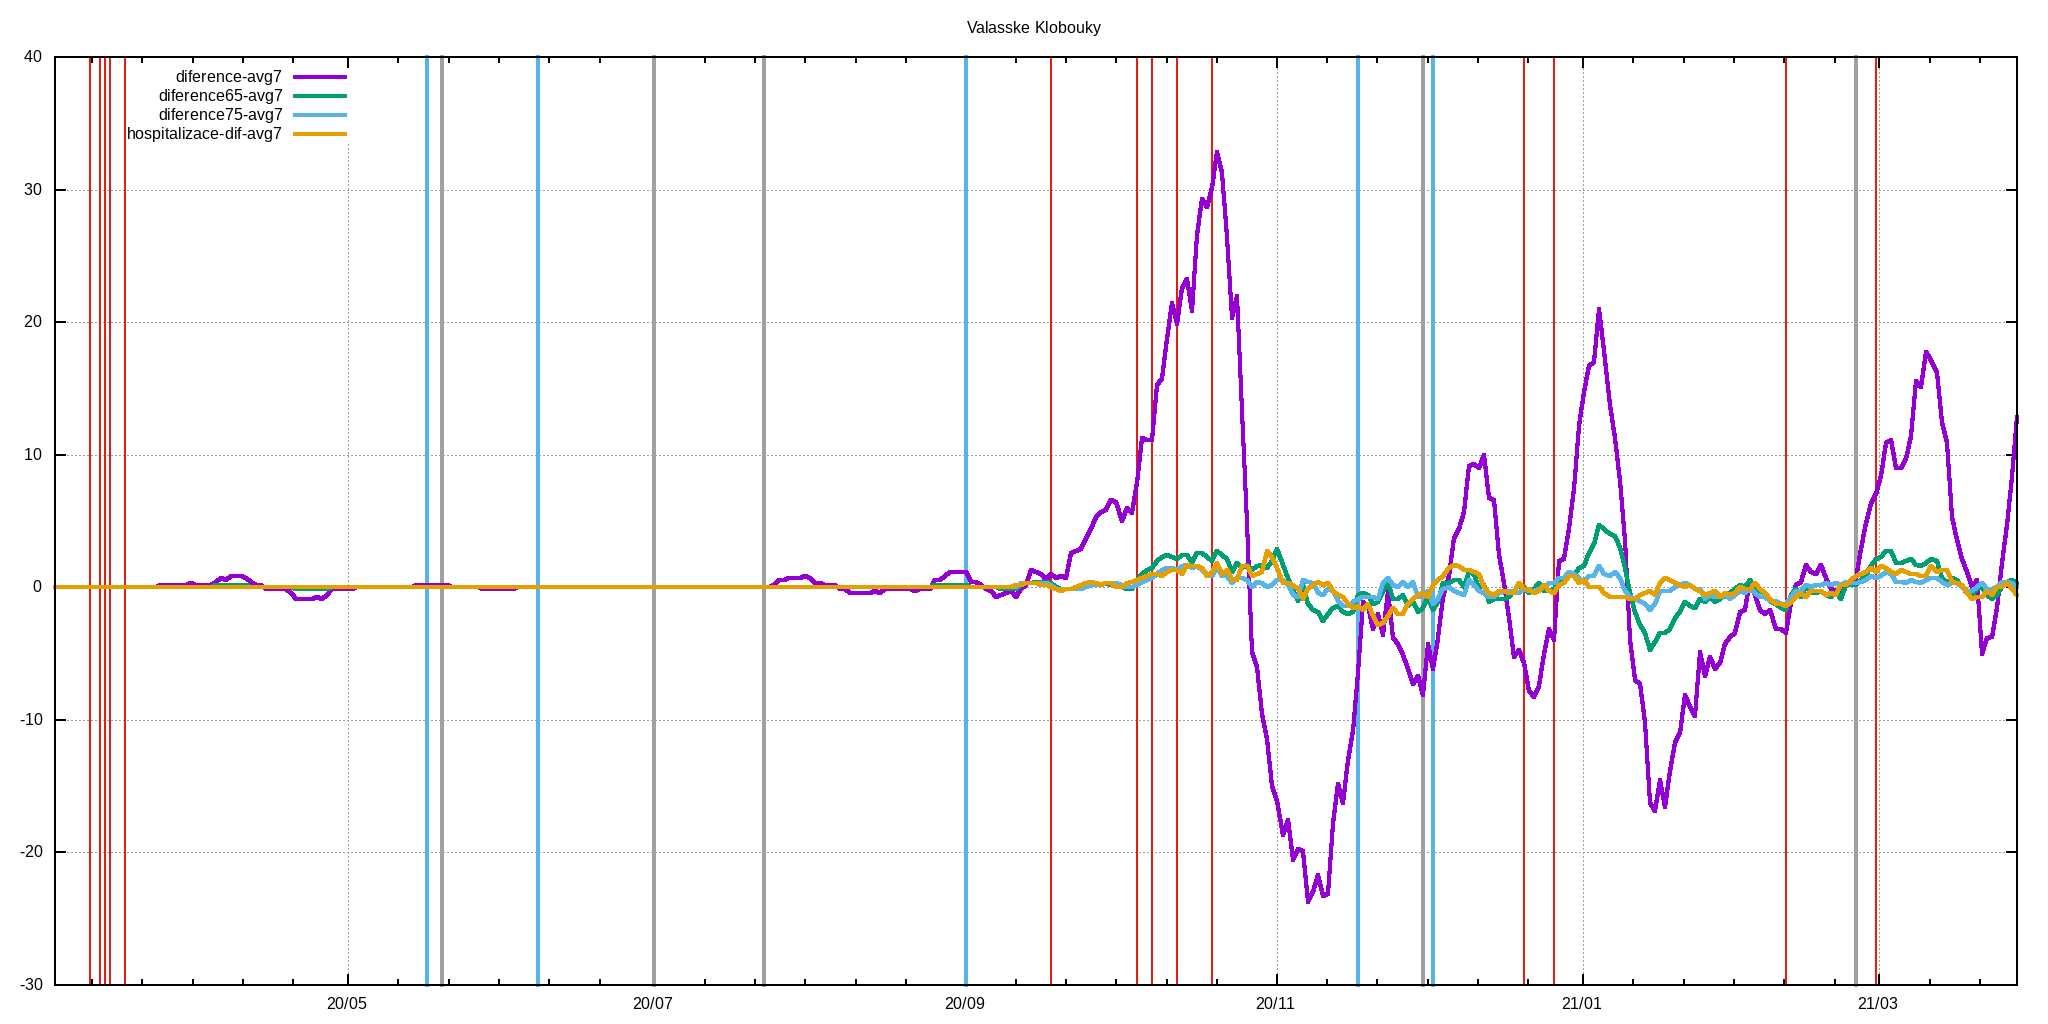 Valasske Klobouky
40
diference-avg7
diference65-avg7
diference75-avg7
hospitalizace-dif-avg7
30
20
10
0
-10
-20
-30
20/05 20/07 20/09 20/11 21/01 21/03